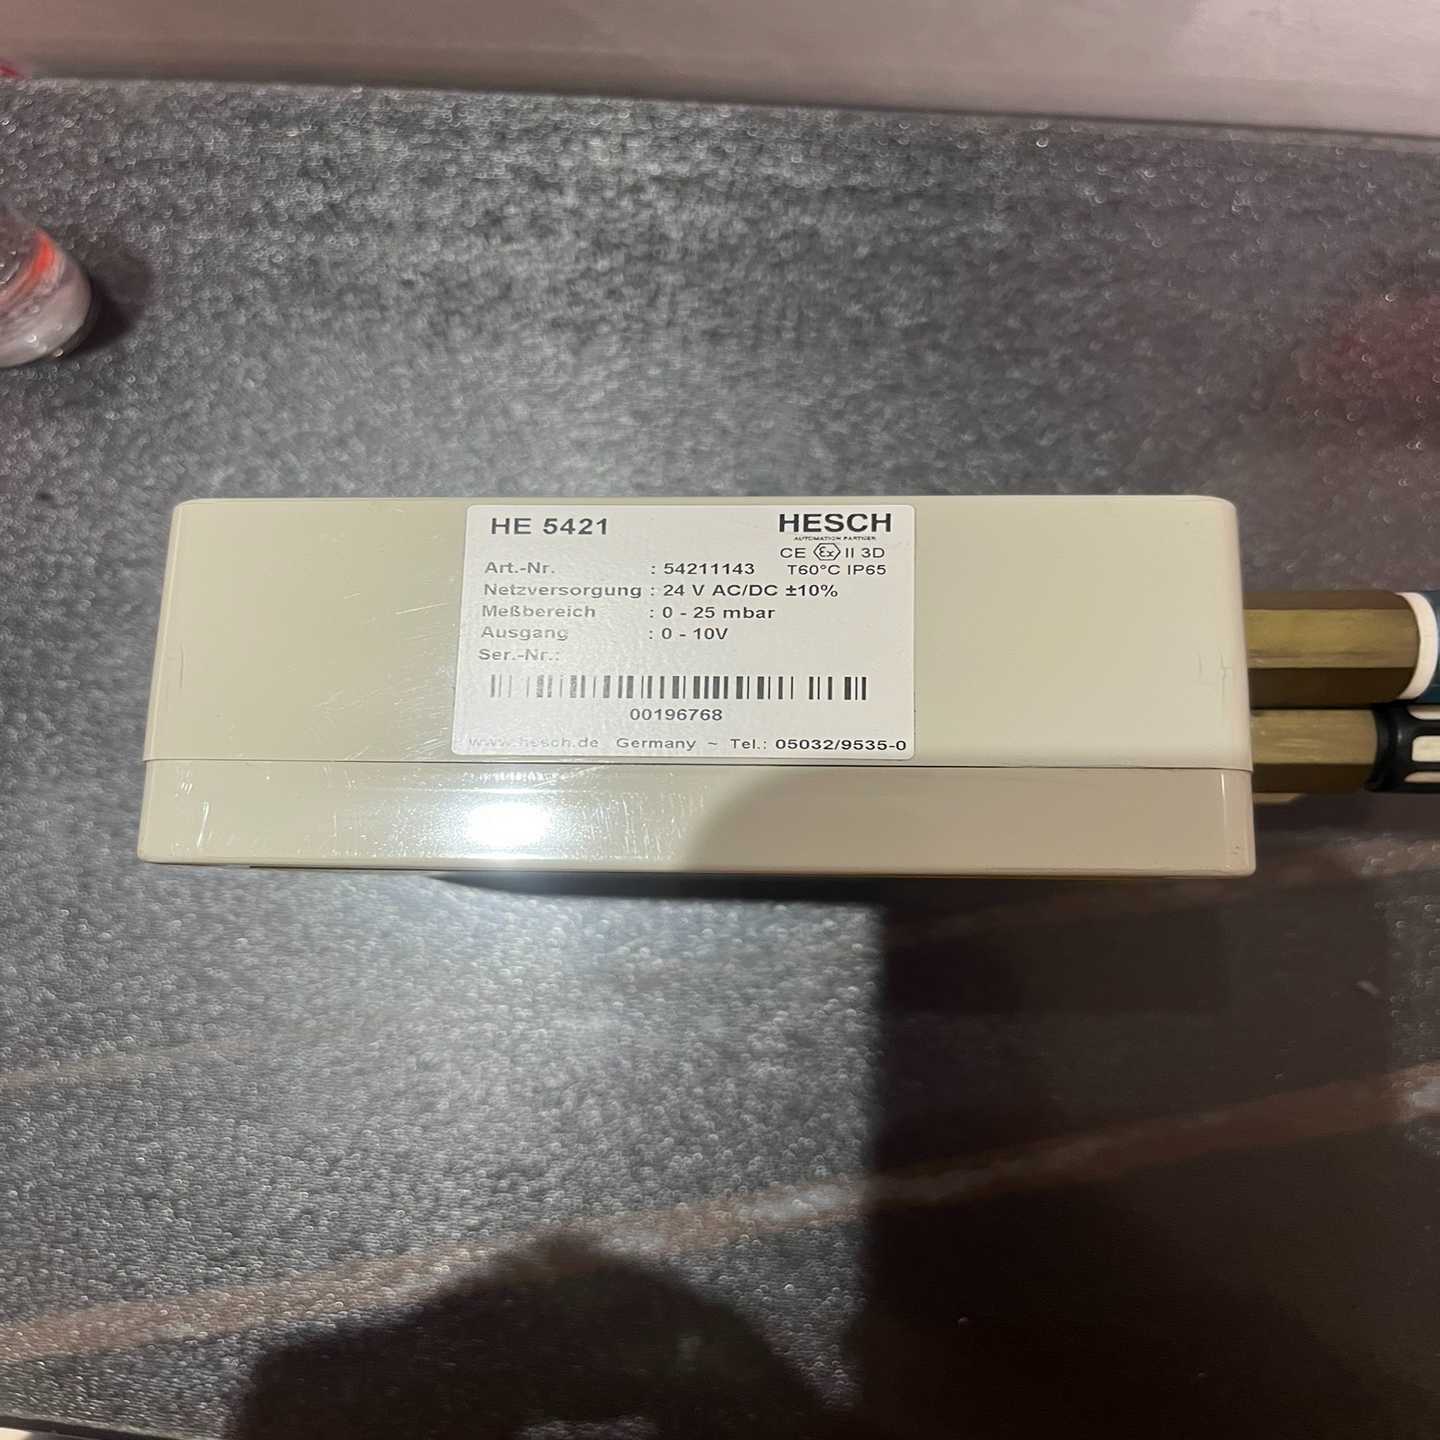 HE 5421
HESCH
AUTOMATION PARTNER
CE Ex II 3D
T60°C IP65
Art.-Nr. : 54211143
Netzversorgung : 24 V AC/DC ±10%
Meßbereich : 0 - 25 mbar
Ausgang : 0 - 10V
Ser.-Nr.:
00196768
www.hesch.de Germany ~ Tel.: 05032/9535-0